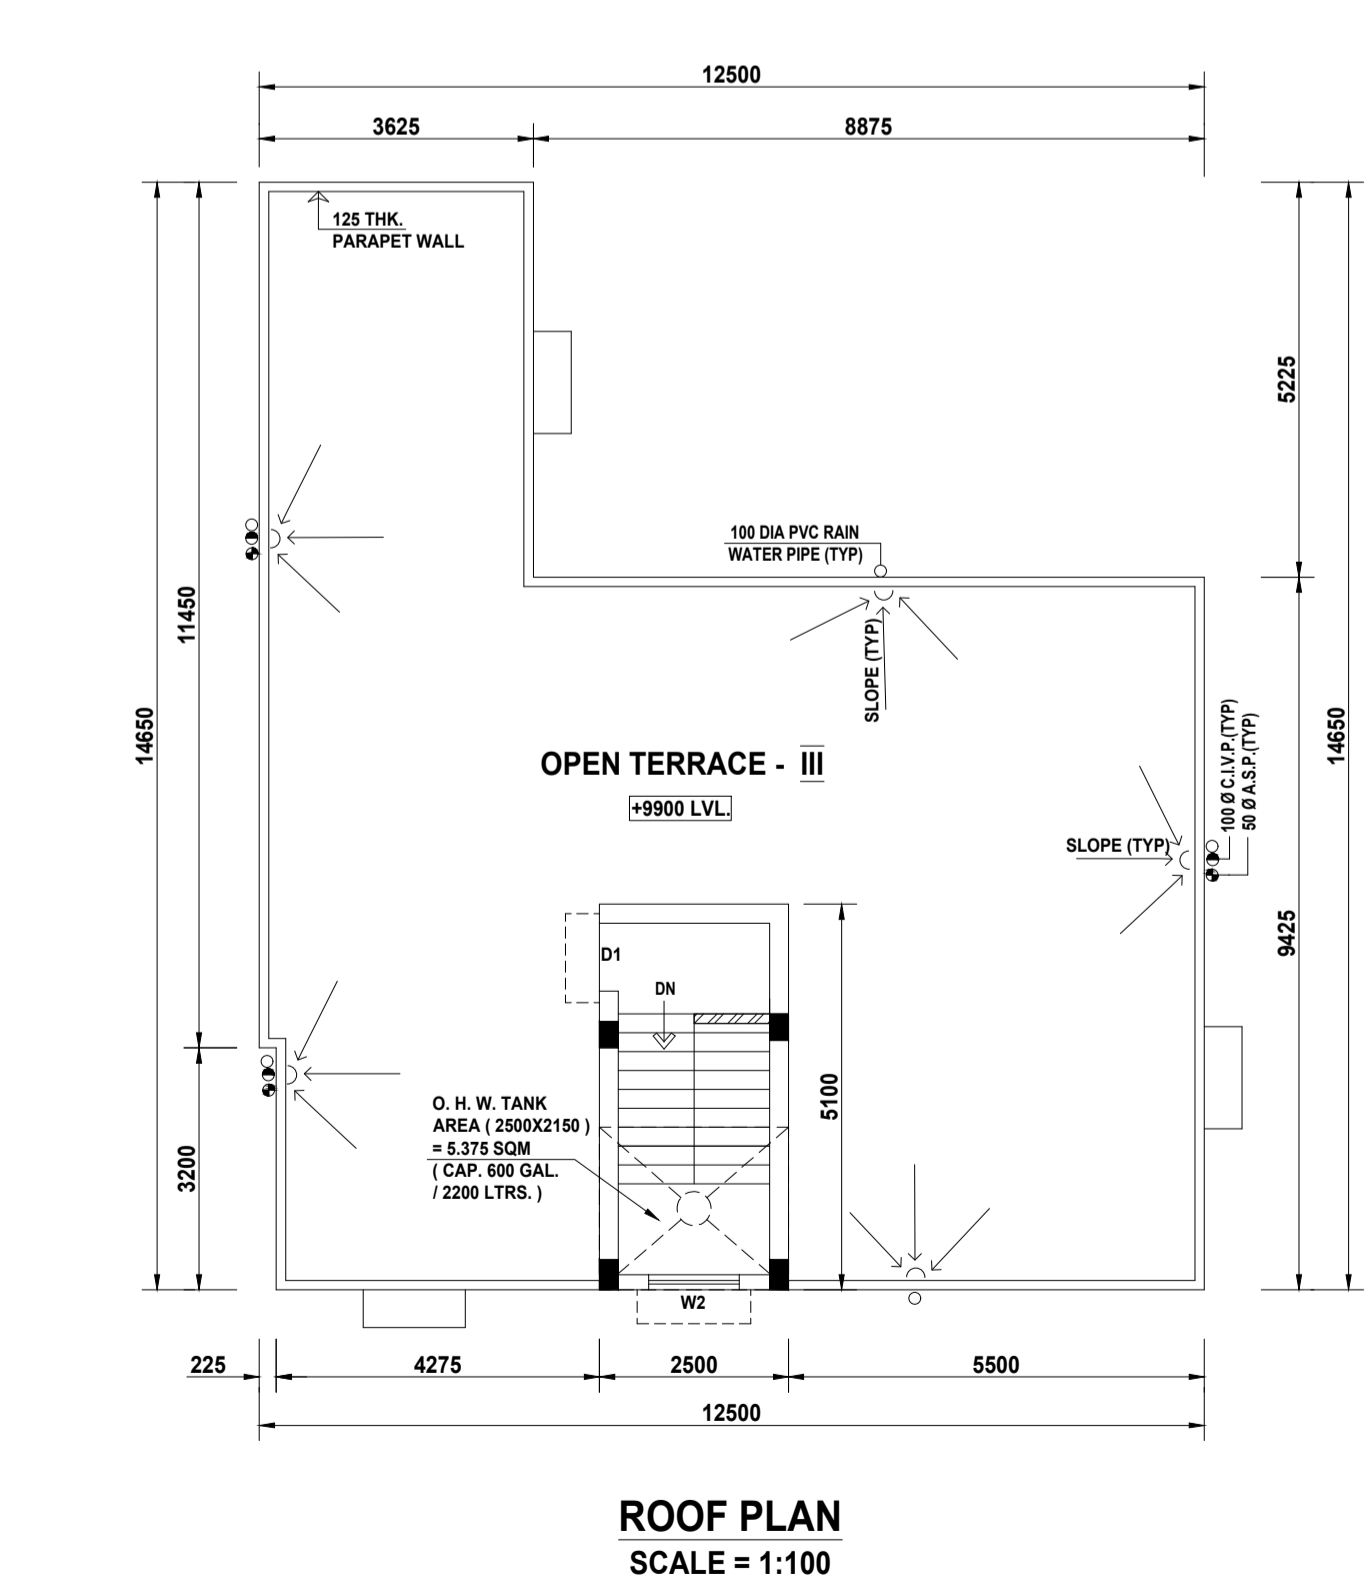 12500
3625
8875
125 THK.
PARAPET WALL
5225
100 DIA PVC RAIN
WATER PIPE (TYP)
11450
SLOPE (TYP)
14650
14650
100 Ø C.I.V.P.(TYP)
50 Ø A.S.P.(TYP)
OPEN TERRACE - III
+9900 LVL.
SLOPE (TYP)
9425
D1
DN
5100
O. H. W. TANK
AREA ( 2500X2150 )
= 5.375 SQM
( CAP. 600 GAL.
/ 2200 LTRS. )
3200
W2
225
4275
2500
5500
12500
ROOF PLAN
SCALE = 1:100